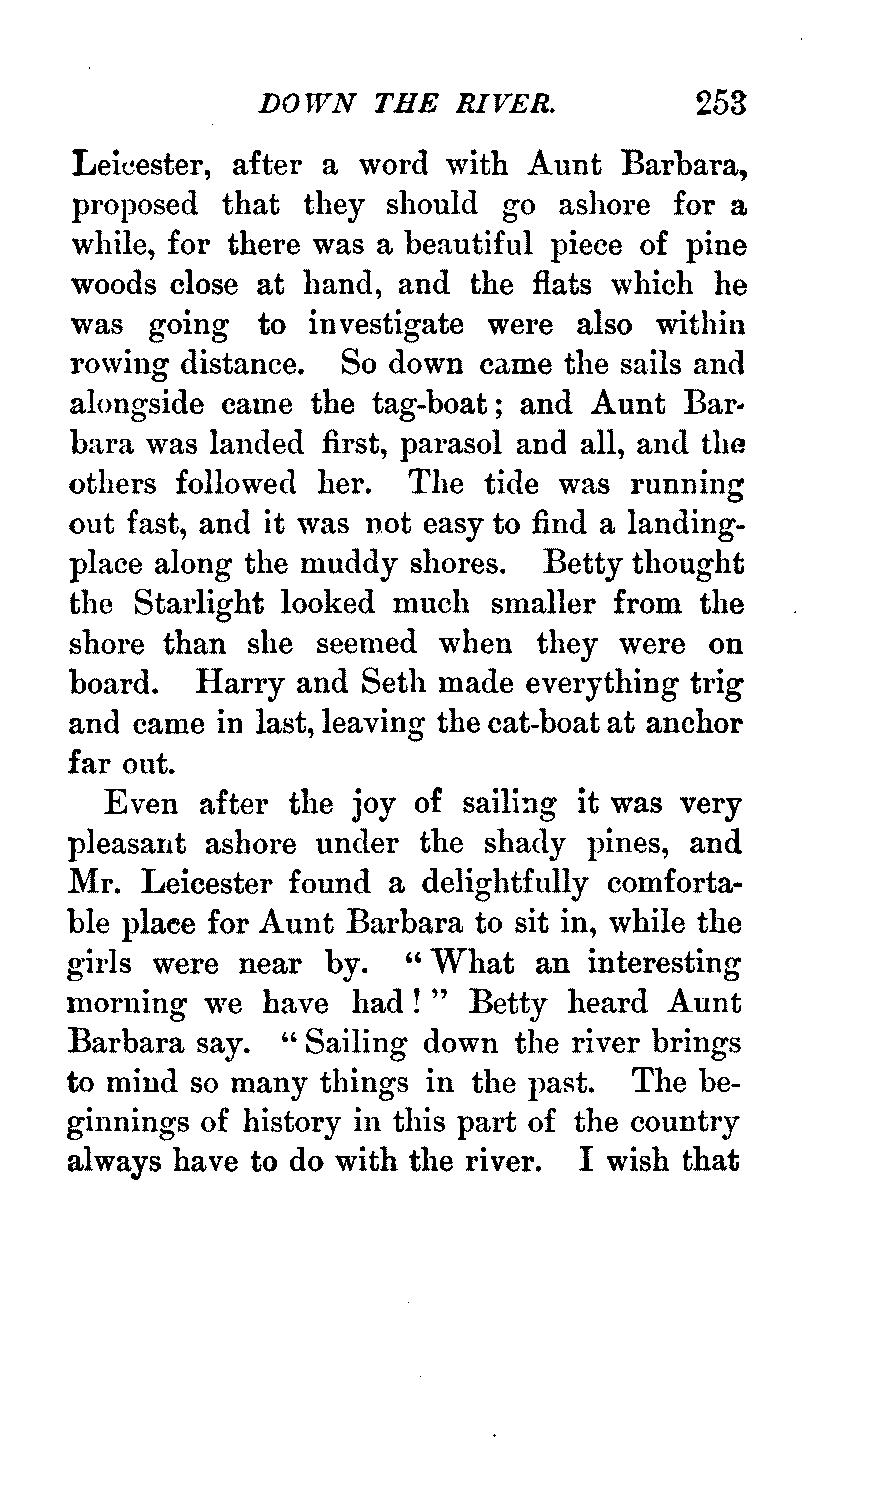 DOWN THE RIVER. 253
Leicester, after a word with Aunt Barbara,
proposed that they should go ashore for a
while, for there was a beautiful piece of pine
woods close at hand, and the flats which he
was going to investigate were also within
rowing distance. So down came the sails and
alongside came the tag-boat; and Aunt Bar-
bara was landed first, parasol and all, and the
others followed her. The tide was running
out fast, and it was not easy to find a landing-
place along the muddy shores. Betty thought
the Starlight looked much smaller from the
shore than she seemed when they were on
board. Harry and Seth made everything trig
and came in last, leaving the cat-boat at anchor
far out.
Even after the joy of sailing it was very
pleasant ashore under the shady pines, and
Mr. Leicester found a delightfully comforta-
ble place for Aunt Barbara to sit in, while the
girls were near by. "What an interesting
morning we have had!" Betty heard Aunt
Barbara say. "Sailing down the river brings
to mind so many things in the past. The be-
ginnings of history in this part of the country
always have to do with the river. I wish that